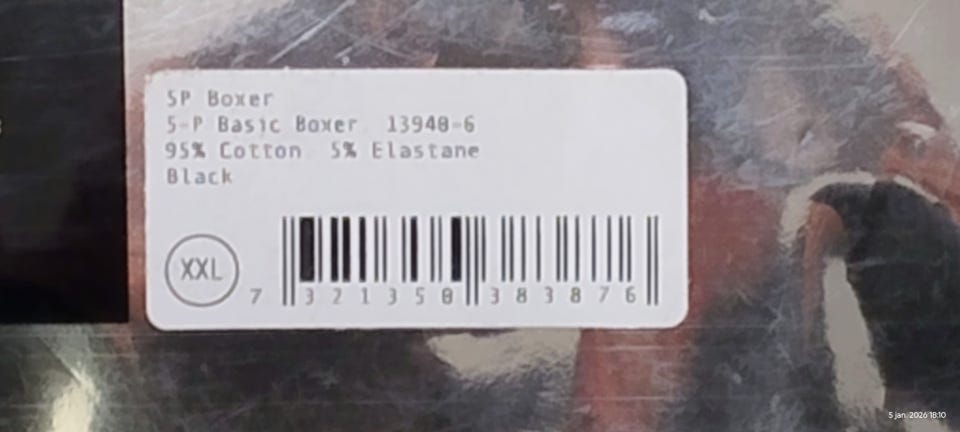 5P Boxer
5-P Basic Boxer 13940-6
95% Cotton 5% Elastane
Black
XXL
7 321350 383876
5 jan. 2026 18:10